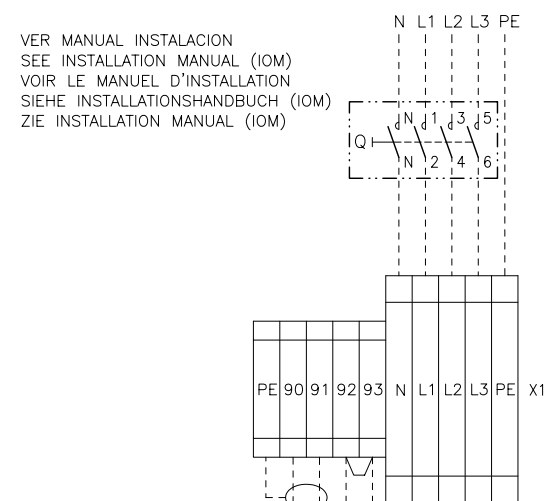 N L1 L2 L3 PE
VER MANUAL INSTALACION
SEE INSTALLATION MANUAL (IOM)
VOIR LE MANUEL D'INSTALLATION
SIEHE INSTALLATIONSHANDBUCH (IOM)
ZIE INSTALLATION MANUAL (IOM)
N 1 3 5
Q
N 2 4 6
PE 90 91 92 93 N L1 L2 L3 PE X1